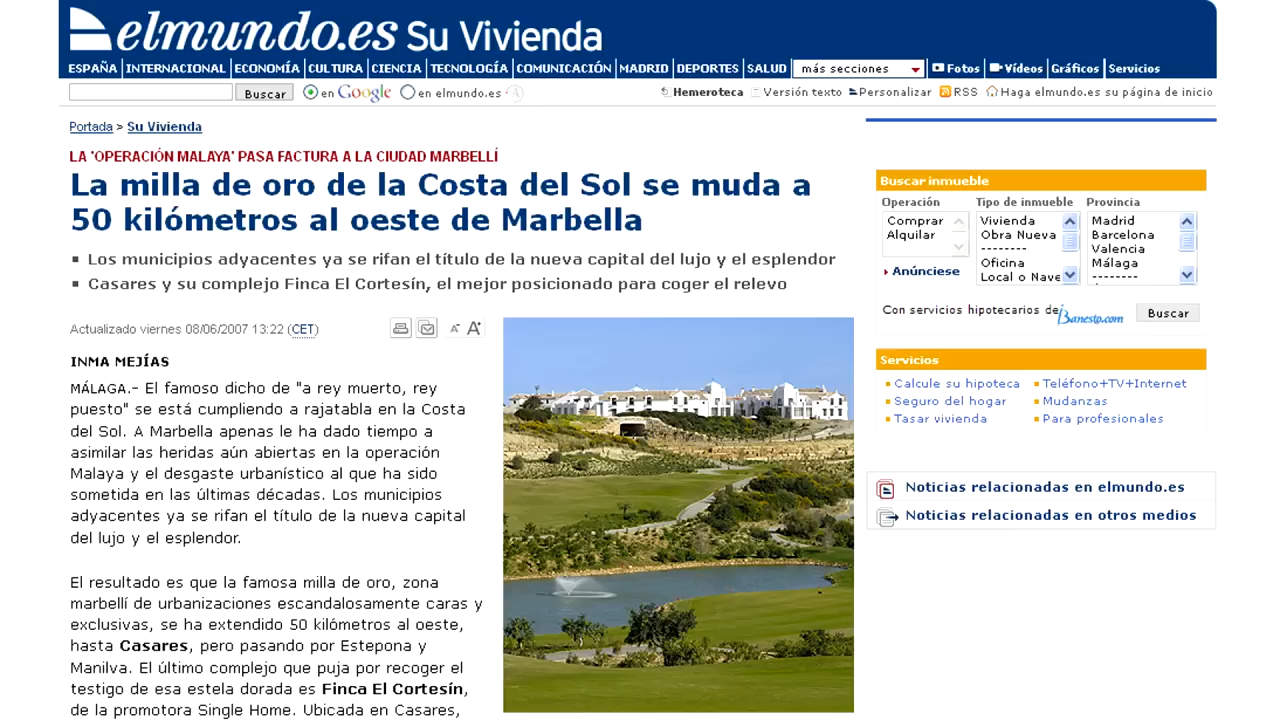 elmundo.es Su Vivienda
ESPAÑA INTERNACIONAL ECONOMÍA CULTURA CIENCIA TECNOLOGÍA COMUNICACIÓN MADRID DEPORTES SALUD más secciones Fotos Vídeos Gráficos Servicios
Buscar en Google en elmundo.es Hemeroteca Versión texto Personalizar RSS Haga elmundo.es su página de inicio
Portada > Su Vivienda
LA 'OPERACIÓN MALAYA' PASA FACTURA A LA CIUDAD MARBELLÍ
La milla de oro de la Costa del Sol se muda a
50 kilómetros al oeste de Marbella
Los municipios adyacentes ya se rifan el título de la nueva capital del lujo y el esplendor
Casares y su complejo Finca El Cortesín, el mejor posicionado para coger el relevo
Actualizado viernes 08/06/2007 13:22 (CET)
A- A+
INMA MEJÍAS
MÁLAGA.- El famoso dicho de "a rey muerto, rey
puesto" se está cumpliendo a rajatabla en la Costa
del Sol. A Marbella apenas le ha dado tiempo a
asimilar las heridas aún abiertas en la operación
Malaya y el desgaste urbanístico al que ha sido
sometida en las últimas décadas. Los municipios
adyacentes ya se rifan el título de la nueva capital
del lujo y el esplendor.
El resultado es que la famosa milla de oro, zona
marbellí de urbanizaciones escandalosamente caras y
exclusivas, se ha extendido 50 kilómetros al oeste,
hasta Casares, pero pasando por Estepona y
Manilva. El último complejo que puja por recoger el
testigo de esa estela dorada es Finca El Cortesín,
de la promotora Single Home. Ubicada en Casares,
Buscar inmueble
Operación Tipo de inmueble Provincia
Comprar Vivienda Madrid
Alquilar Obra Nueva Barcelona
-------- Valencia
Oficina Málaga
Anúnciese Local o Nave --------
Con servicios hipotecarios de Banesto.com Buscar
Servicios
Calcule su hipoteca Teléfono+TV+Internet
Seguro del hogar Mudanzas
Tasar vivienda Para profesionales
Noticias relacionadas en elmundo.es
Noticias relacionadas en otros medios